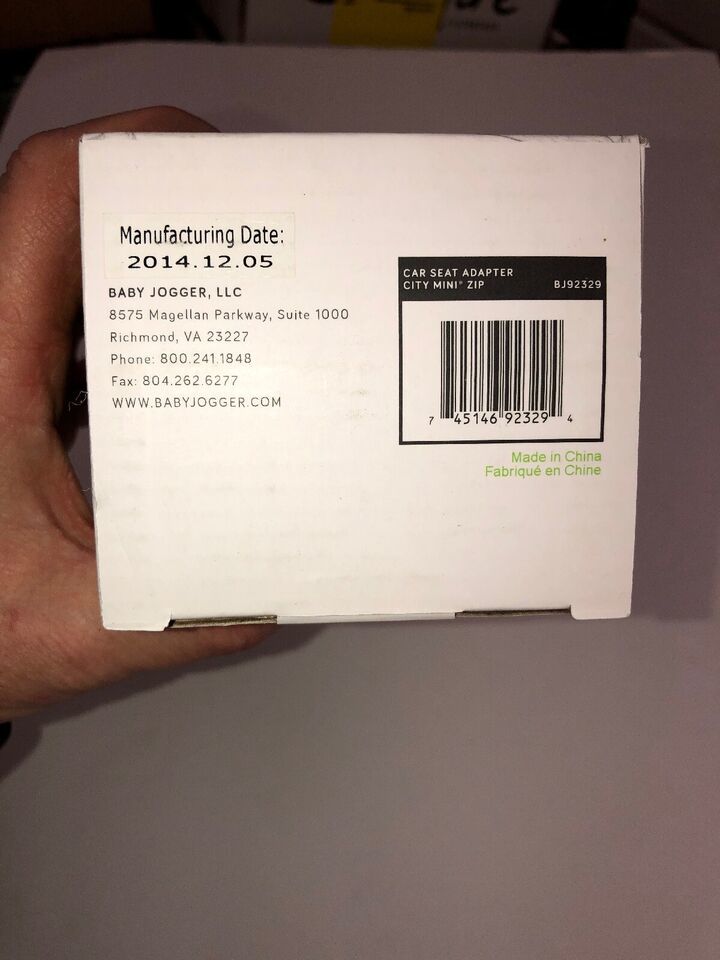 Manufacturing Date:
2014.12.05
BABY JOGGER, LLC
8575 Magellan Parkway, Suite 1000
Richmond, VA 23227
Phone: 800.241.1848
Fax: 804.262.6277
WWW.BABYJOGGER.COM
CAR SEAT ADAPTER
CITY MINI® ZIP BJ92329
7 45146 92329 4
Made in China
Fabriqué en Chine